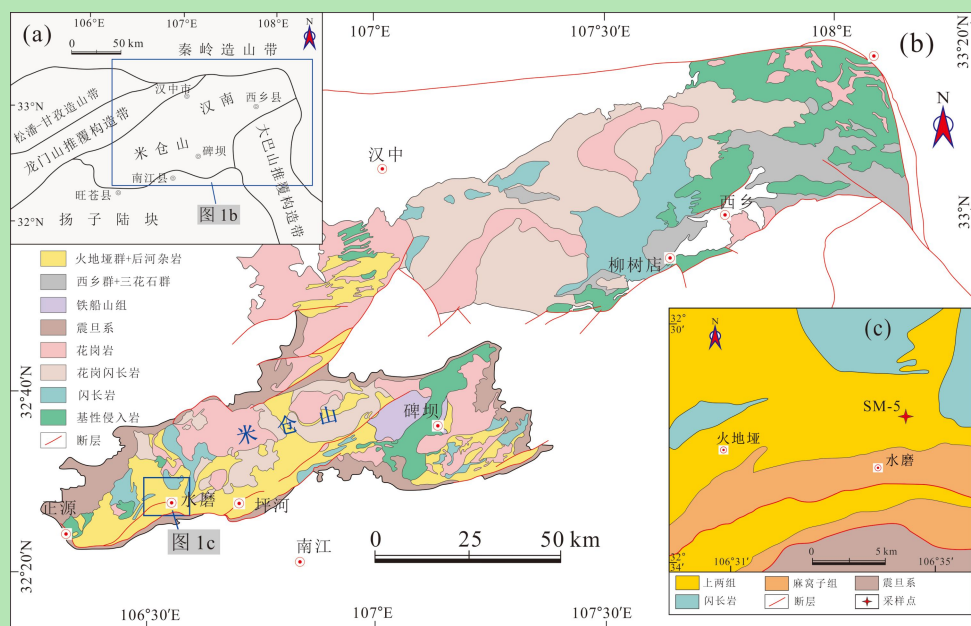 (a)
106°E
107°E
108°E
0
50 km
N
秦岭造山带
33°N
32°N
汉中市
汉南
西乡县
松潘-甘孜造山带
龙门山推覆构造带
米仓山
碑坝
大巴山推覆构造带
南江县
旺苍县
扬子陆块
图 1b
火地垭群+后河杂岩
西乡群+三花石群
铁船山组
震旦系
花岗岩
花岗闪长岩
闪长岩
基性侵入岩
断层
(b)
107°E
107°30′
108°E
33°20′
33°N
N
汉中
西乡
柳树店
32°40′
32°20′
米仓山
碑坝
正源
水磨
坪河
图 1c
南江
0
25
50 km
106°30′
107°E
107°30′
(c)
32°
30′
N
SM-5
火地垭
水磨
32°
34′
106°31′
0
5 km
106°35′
上两组
麻窝子组
震旦系
闪长岩
断层
采样点